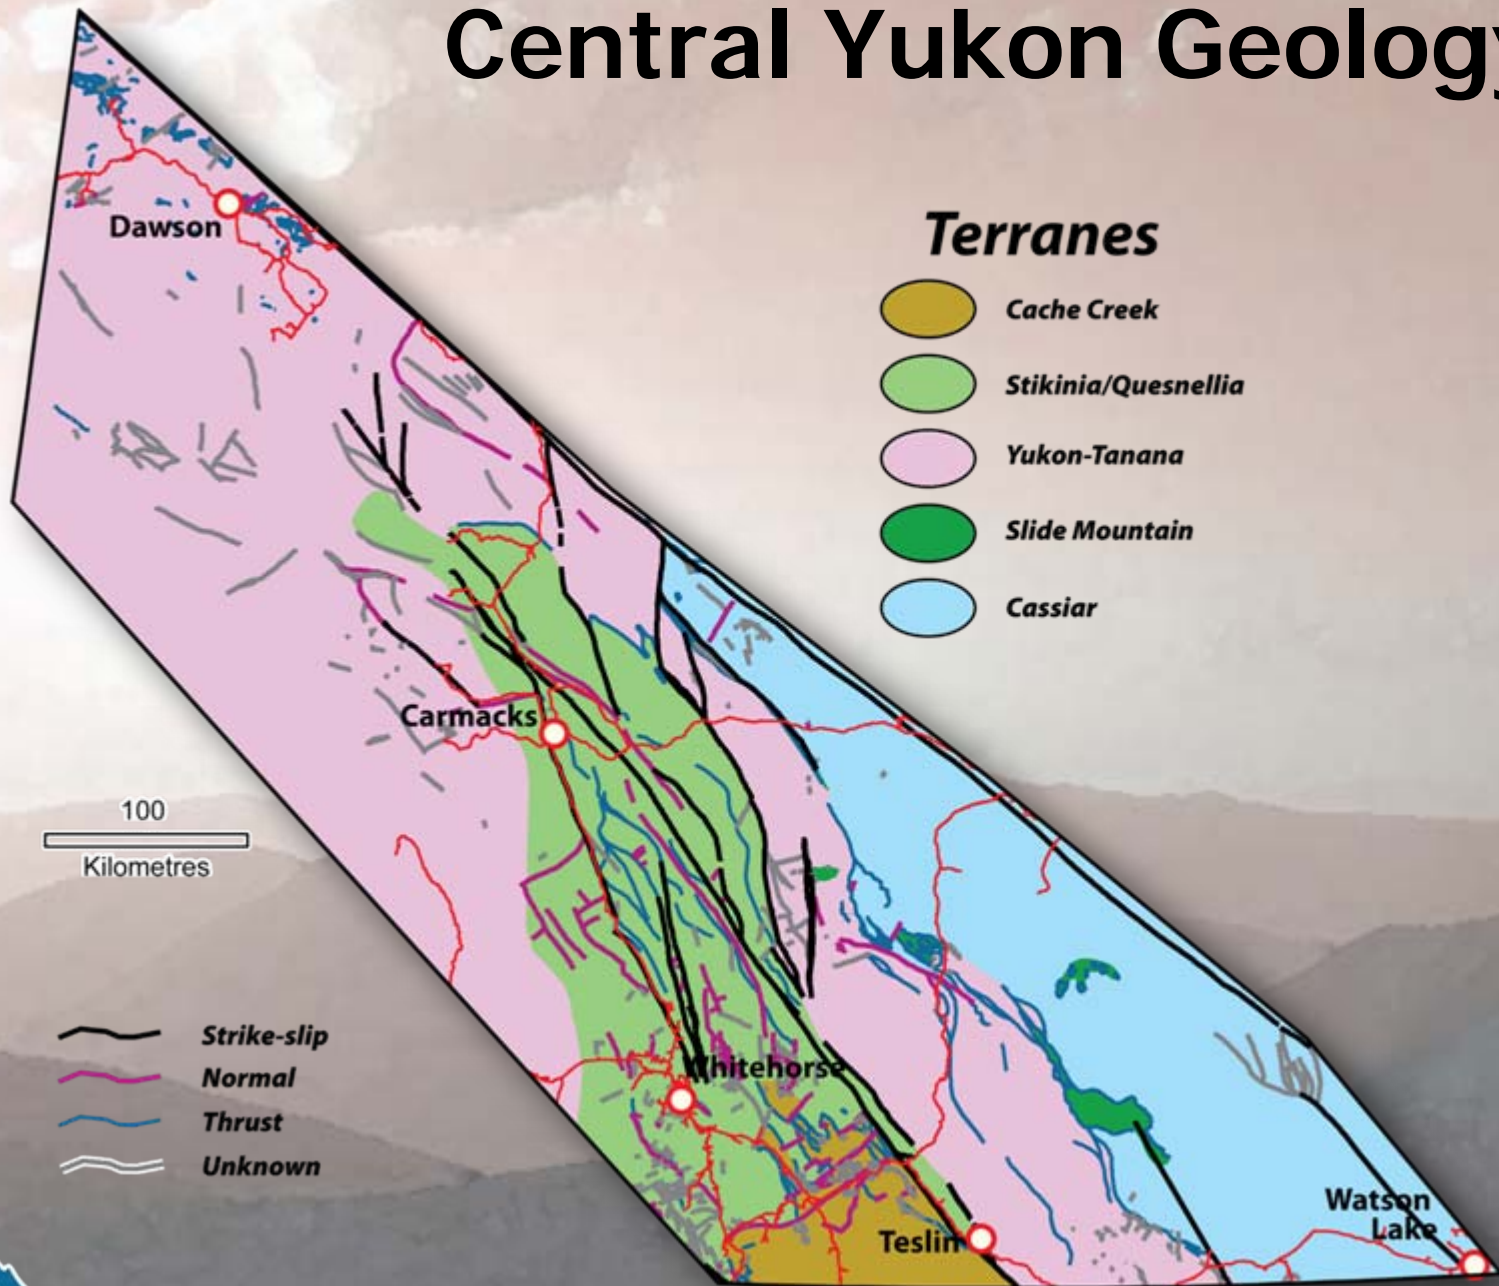 Central Yukon Geology
Dawson
Terranes
Cache Creek
Stikinia/Quesnellia
Yukon-Tanana
Slide Mountain
Cassiar
Carmacks
100
Kilometres
Strike-slip
Normal
Thrust
Unknown
Whitehorse
Teslin
Watson
Lake